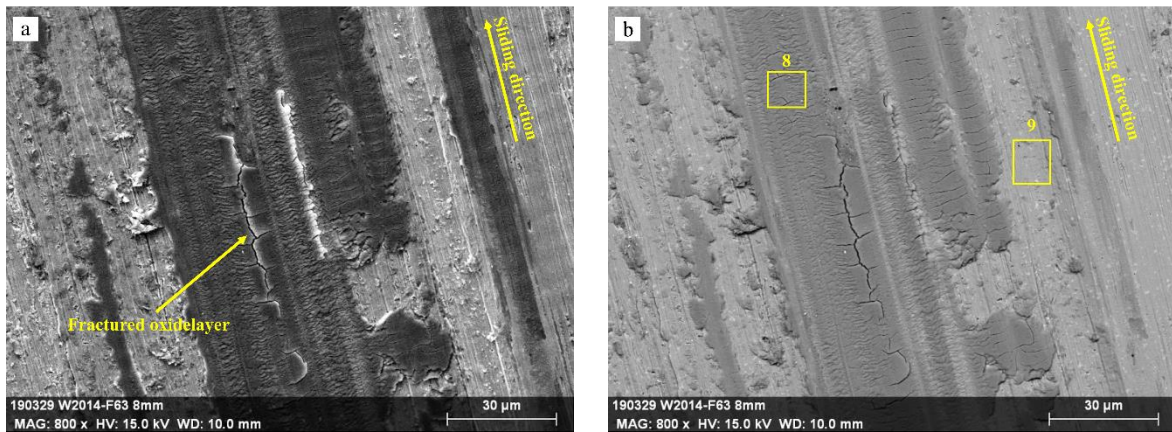 a
Sliding direction
Fractured oxidelayer
190329 W2014-F63 8mm
MAG: 800 x HV: 15.0 kV WD: 10.0 mm
30 µm
b
8
9
Sliding direction
190329 W2014-F63 8mm
MAG: 800 x HV: 15.0 kV WD: 10.0 mm
30 µm